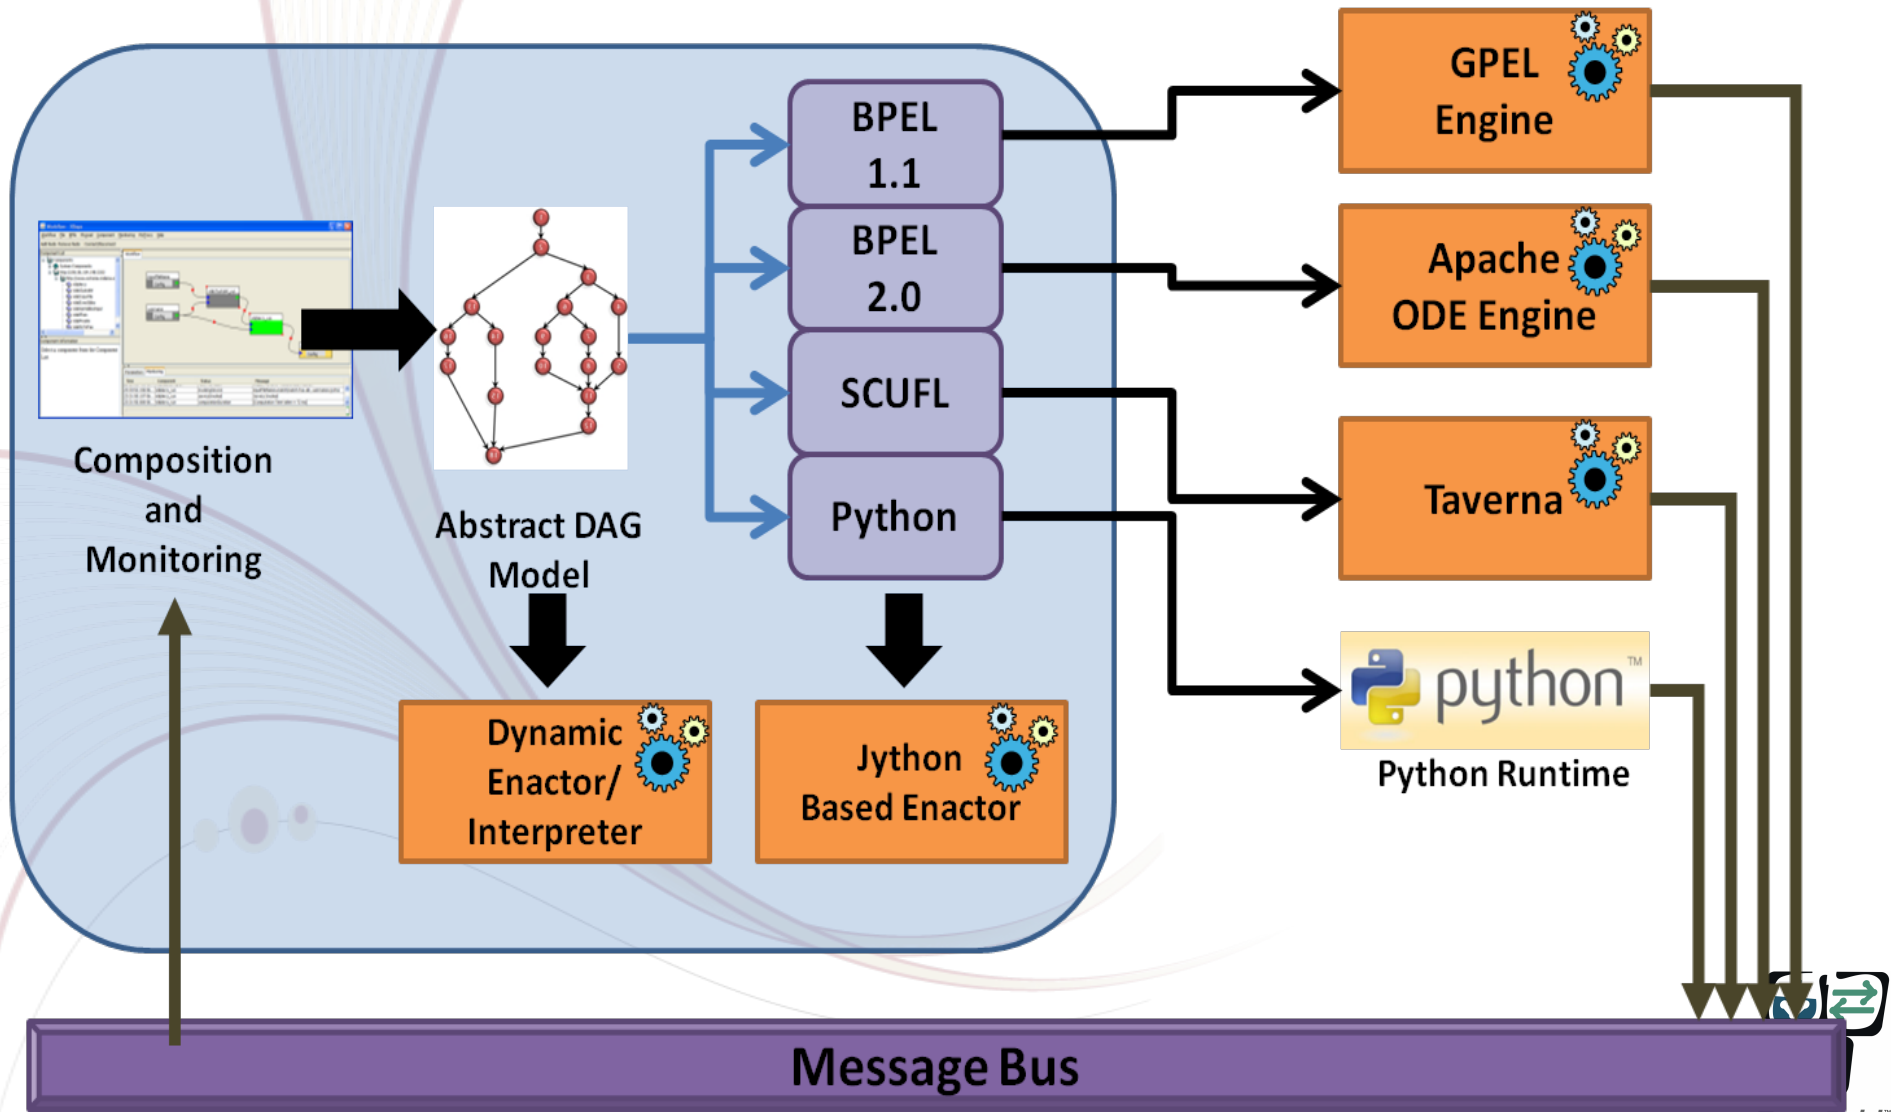 BPEL
1.1
BPEL
2.0
SCUFL
Python
GPEL
Engine
Apache
ODE Engine
Taverna
python™
Python Runtime
Composition
and
Monitoring
Abstract DAG
Model
Dynamic
Enactor/
Interpreter
Jython
Based Enactor
Message Bus